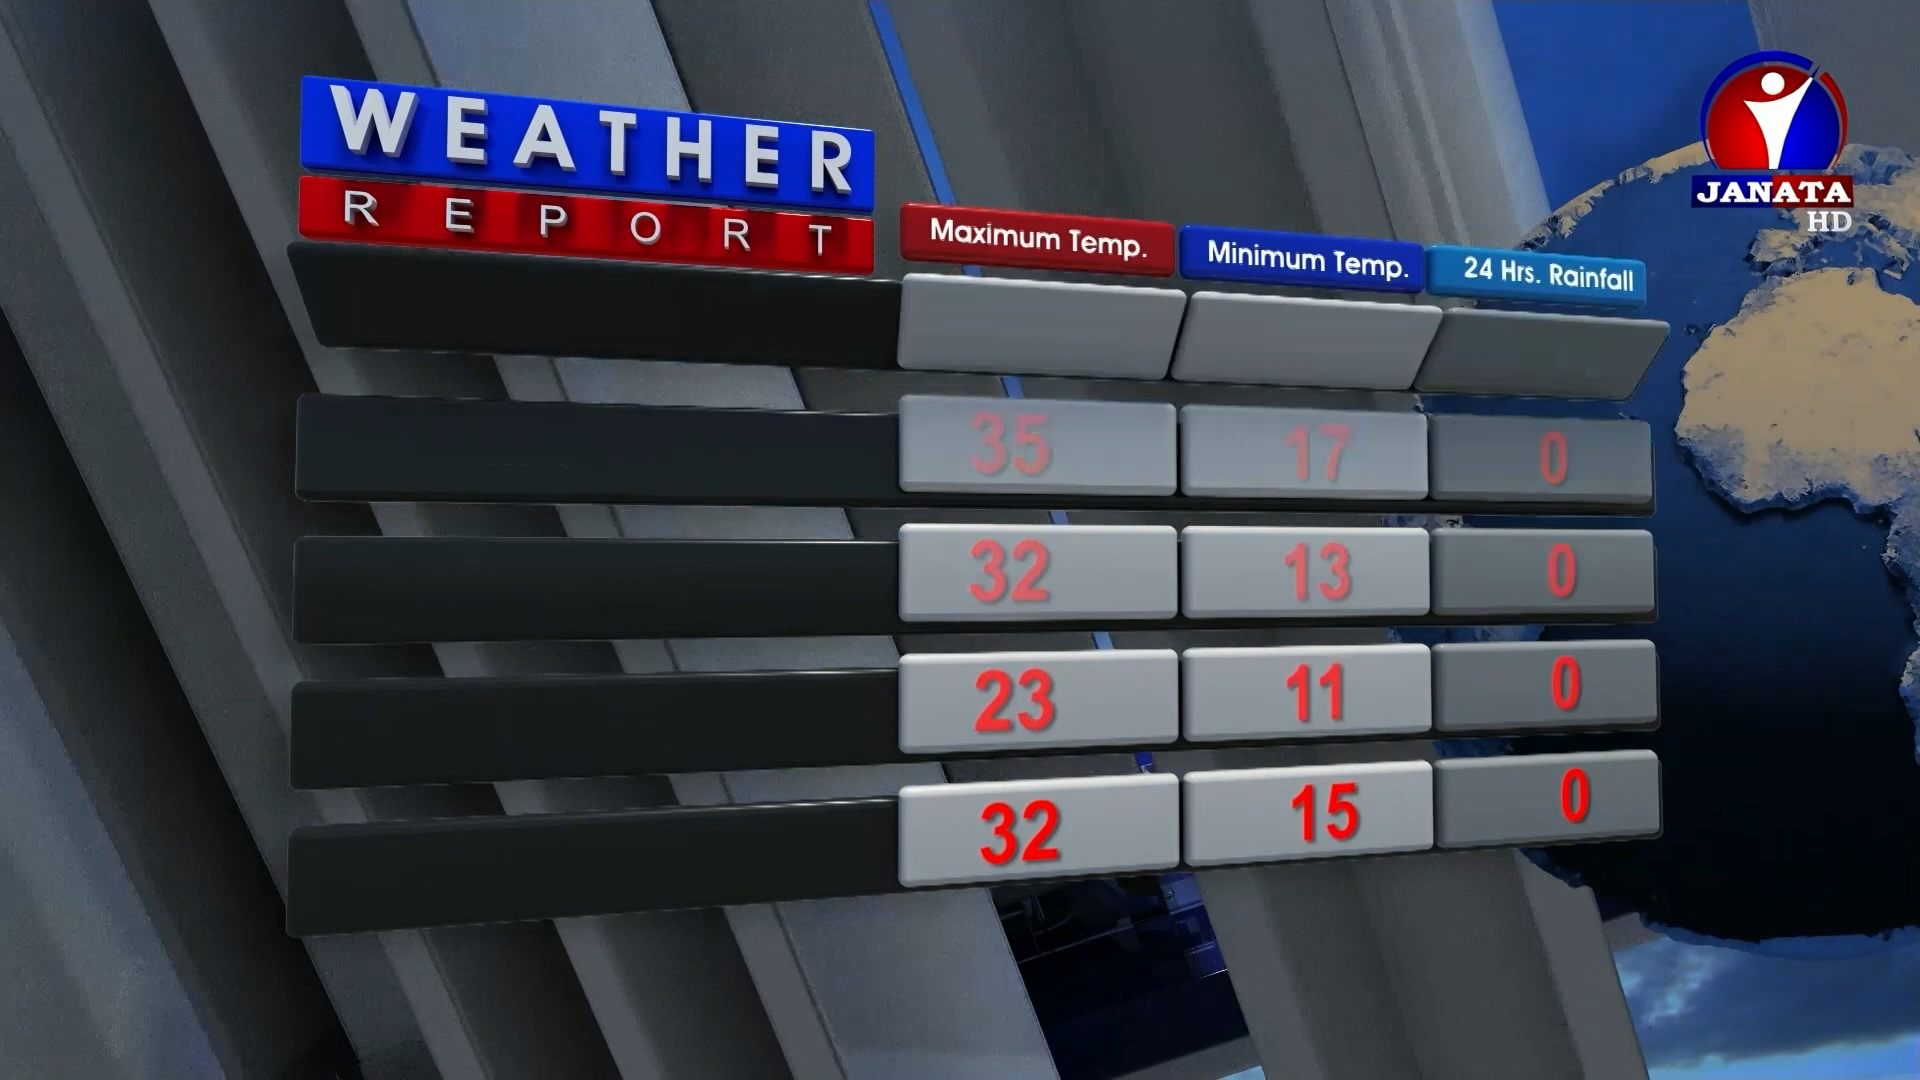 WEATHER
REPORT
Maximum Temp. Minimum Temp. 24 Hrs. Rainfall
35 17 0
32 13 0
23 11 0
32 15 0
JANATA
HD